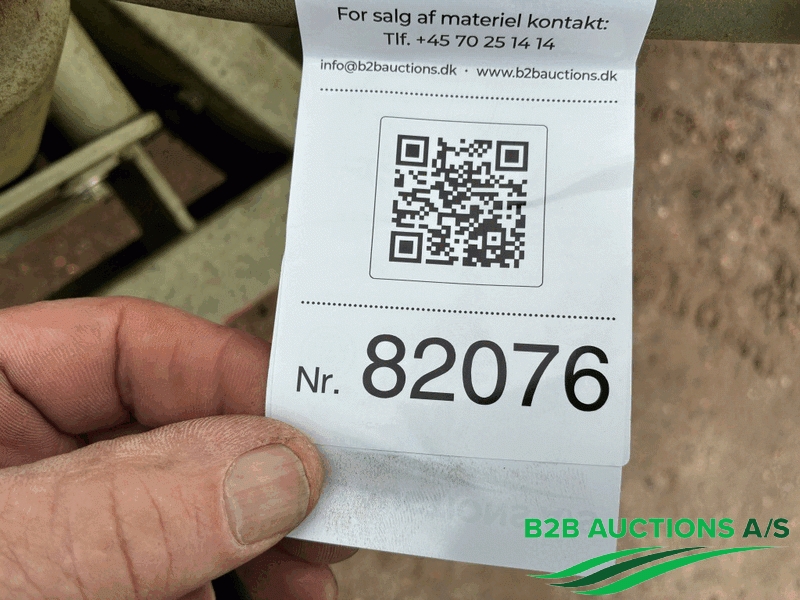 For salg af materiel kontakt:
Tlf. +45 70 25 14 14
info@b2bauctions.dk · www.b2bauctions.dk
Nr. 82076
B2B AUCTIONS A/S